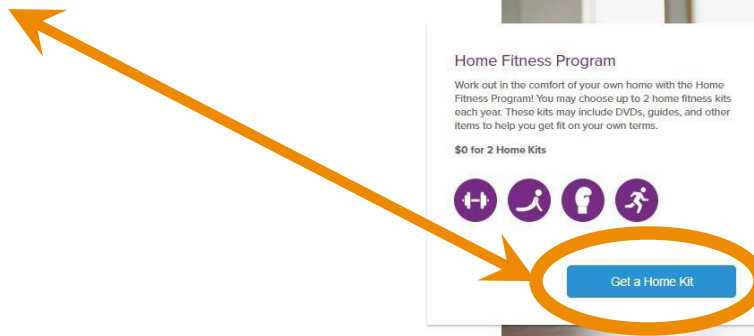 Home Fitness Program
Work out in the comfort of your own home with the Home
Fitness Program! You may choose up to 2 home fitness kits
each year. These kits may include DVDs, guides, and other
items to help you get fit on your own terms.
$0 for 2 Home Kits
Get a Home Kit